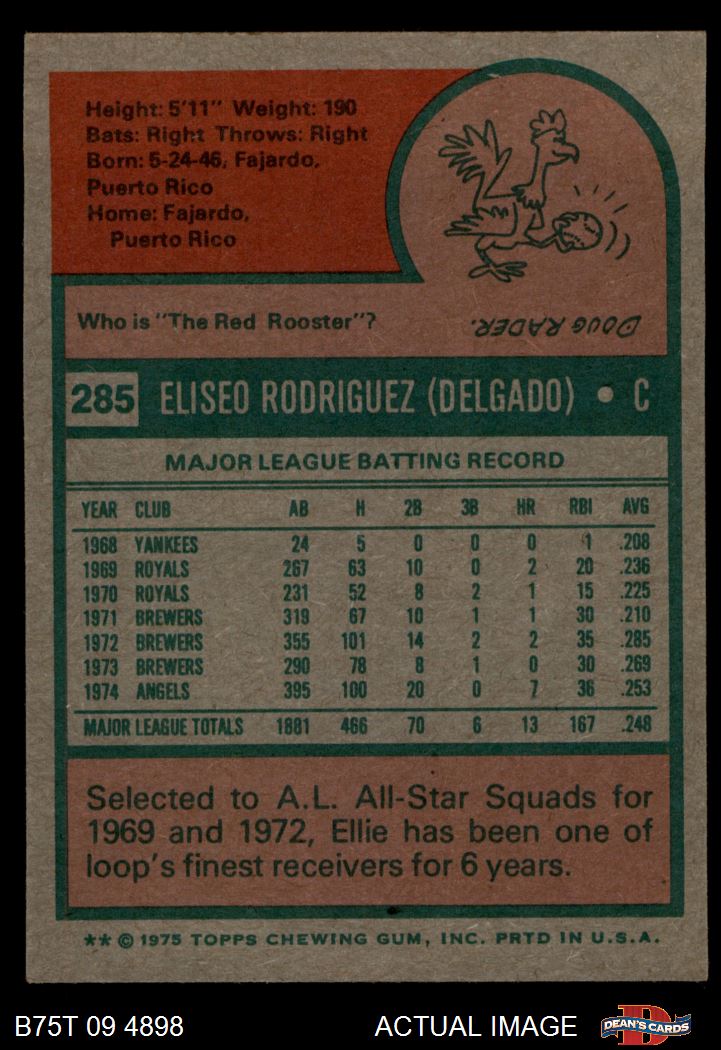 Height: 5'11" Weight: 190
Bats: Right Throws: Right
Born: 5-24-46, Fajardo,
Puerto Rico
Home: Fajardo,
Puerto Rico
Who is "The Red Rooster"?
DOUG RADER.
285 ELISEO RODRIGUEZ (DELGADO) • C
MAJOR LEAGUE BATTING RECORD
YEAR CLUB AB H 2B 3B HR RBI AVG
1968 YANKEES 24 5 0 0 0 1 .208
1969 ROYALS 267 63 10 0 2 20 .236
1970 ROYALS 231 52 8 2 1 15 .225
1971 BREWERS 319 67 10 1 1 30 .210
1972 BREWERS 355 101 14 2 2 35 .285
1973 BREWERS 290 78 8 1 0 30 .269
1974 ANGELS 395 100 20 0 7 36 .253
MAJOR LEAGUE TOTALS 1881 466 70 6 13 167 .248
Selected to A.L. All-Star Squads for
1969 and 1972, Ellie has been one of
loop's finest receivers for 6 years.
** © 1975 TOPPS CHEWING GUM, INC. PRTD IN U.S.A.
B75T 09 4898 ACTUAL IMAGE DEAN'S CARDS